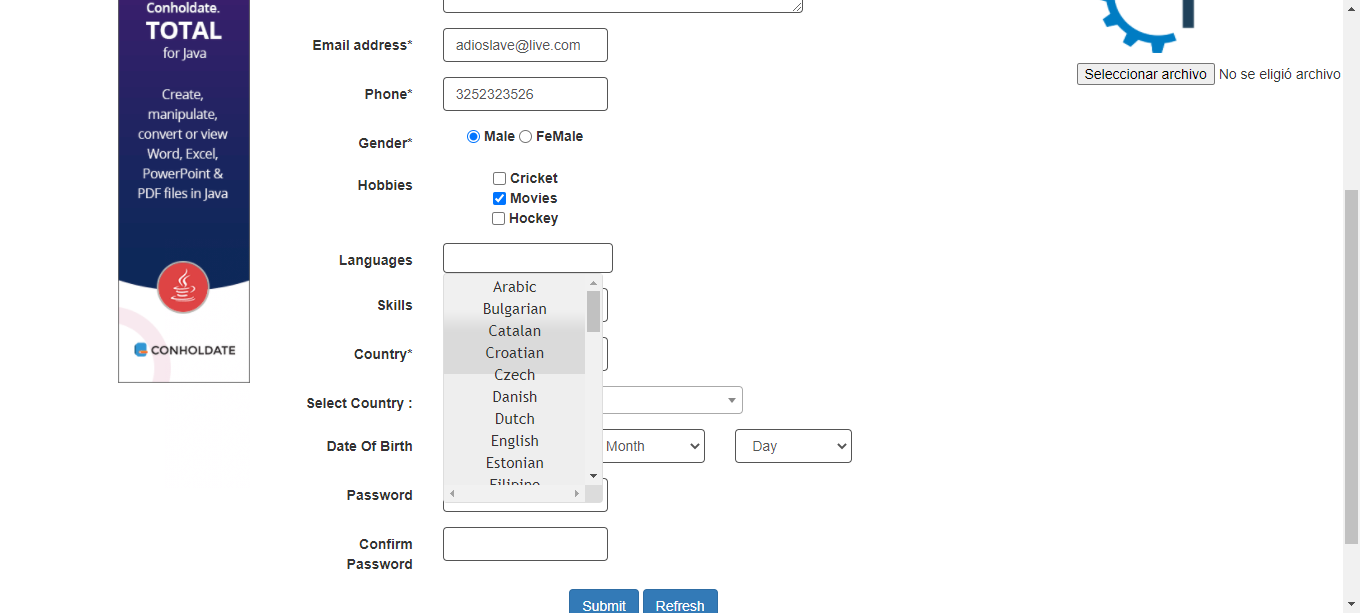 Conholdate.
TOTAL
for Java
Create,
manipulate,
convert or view
Word, Excel,
PowerPoint &
PDF files in Java
CONHOLDATE
Email address*
adioslave@live.com
Phone*
3252323526
Gender*
Male FeMale
Hobbies
Cricket
Movies
Hockey
Languages
Arabic
Bulgarian
Catalan
Croatian
Czech
Danish
Dutch
English
Estonian
Filipino
Skills
Country*
Select Country :
Date Of Birth
Month
Day
Password
Confirm
Password
Submit Refresh
Seleccionar archivo No se eligió archivo